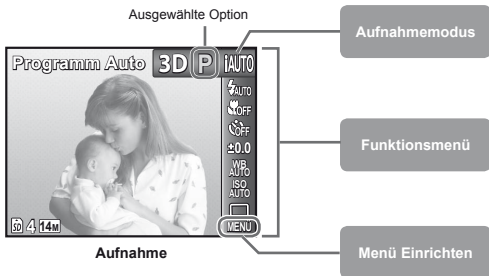 Ausgewählte Option
Aufnahmemodus
Programm Auto 3D P iAUTO
AUTO
OFF
OFF
±0.0
WB
AUTO
ISO
AUTO
Funktionsmenü
SD 4 14M
MENU
Aufnahme
Menü Einrichten